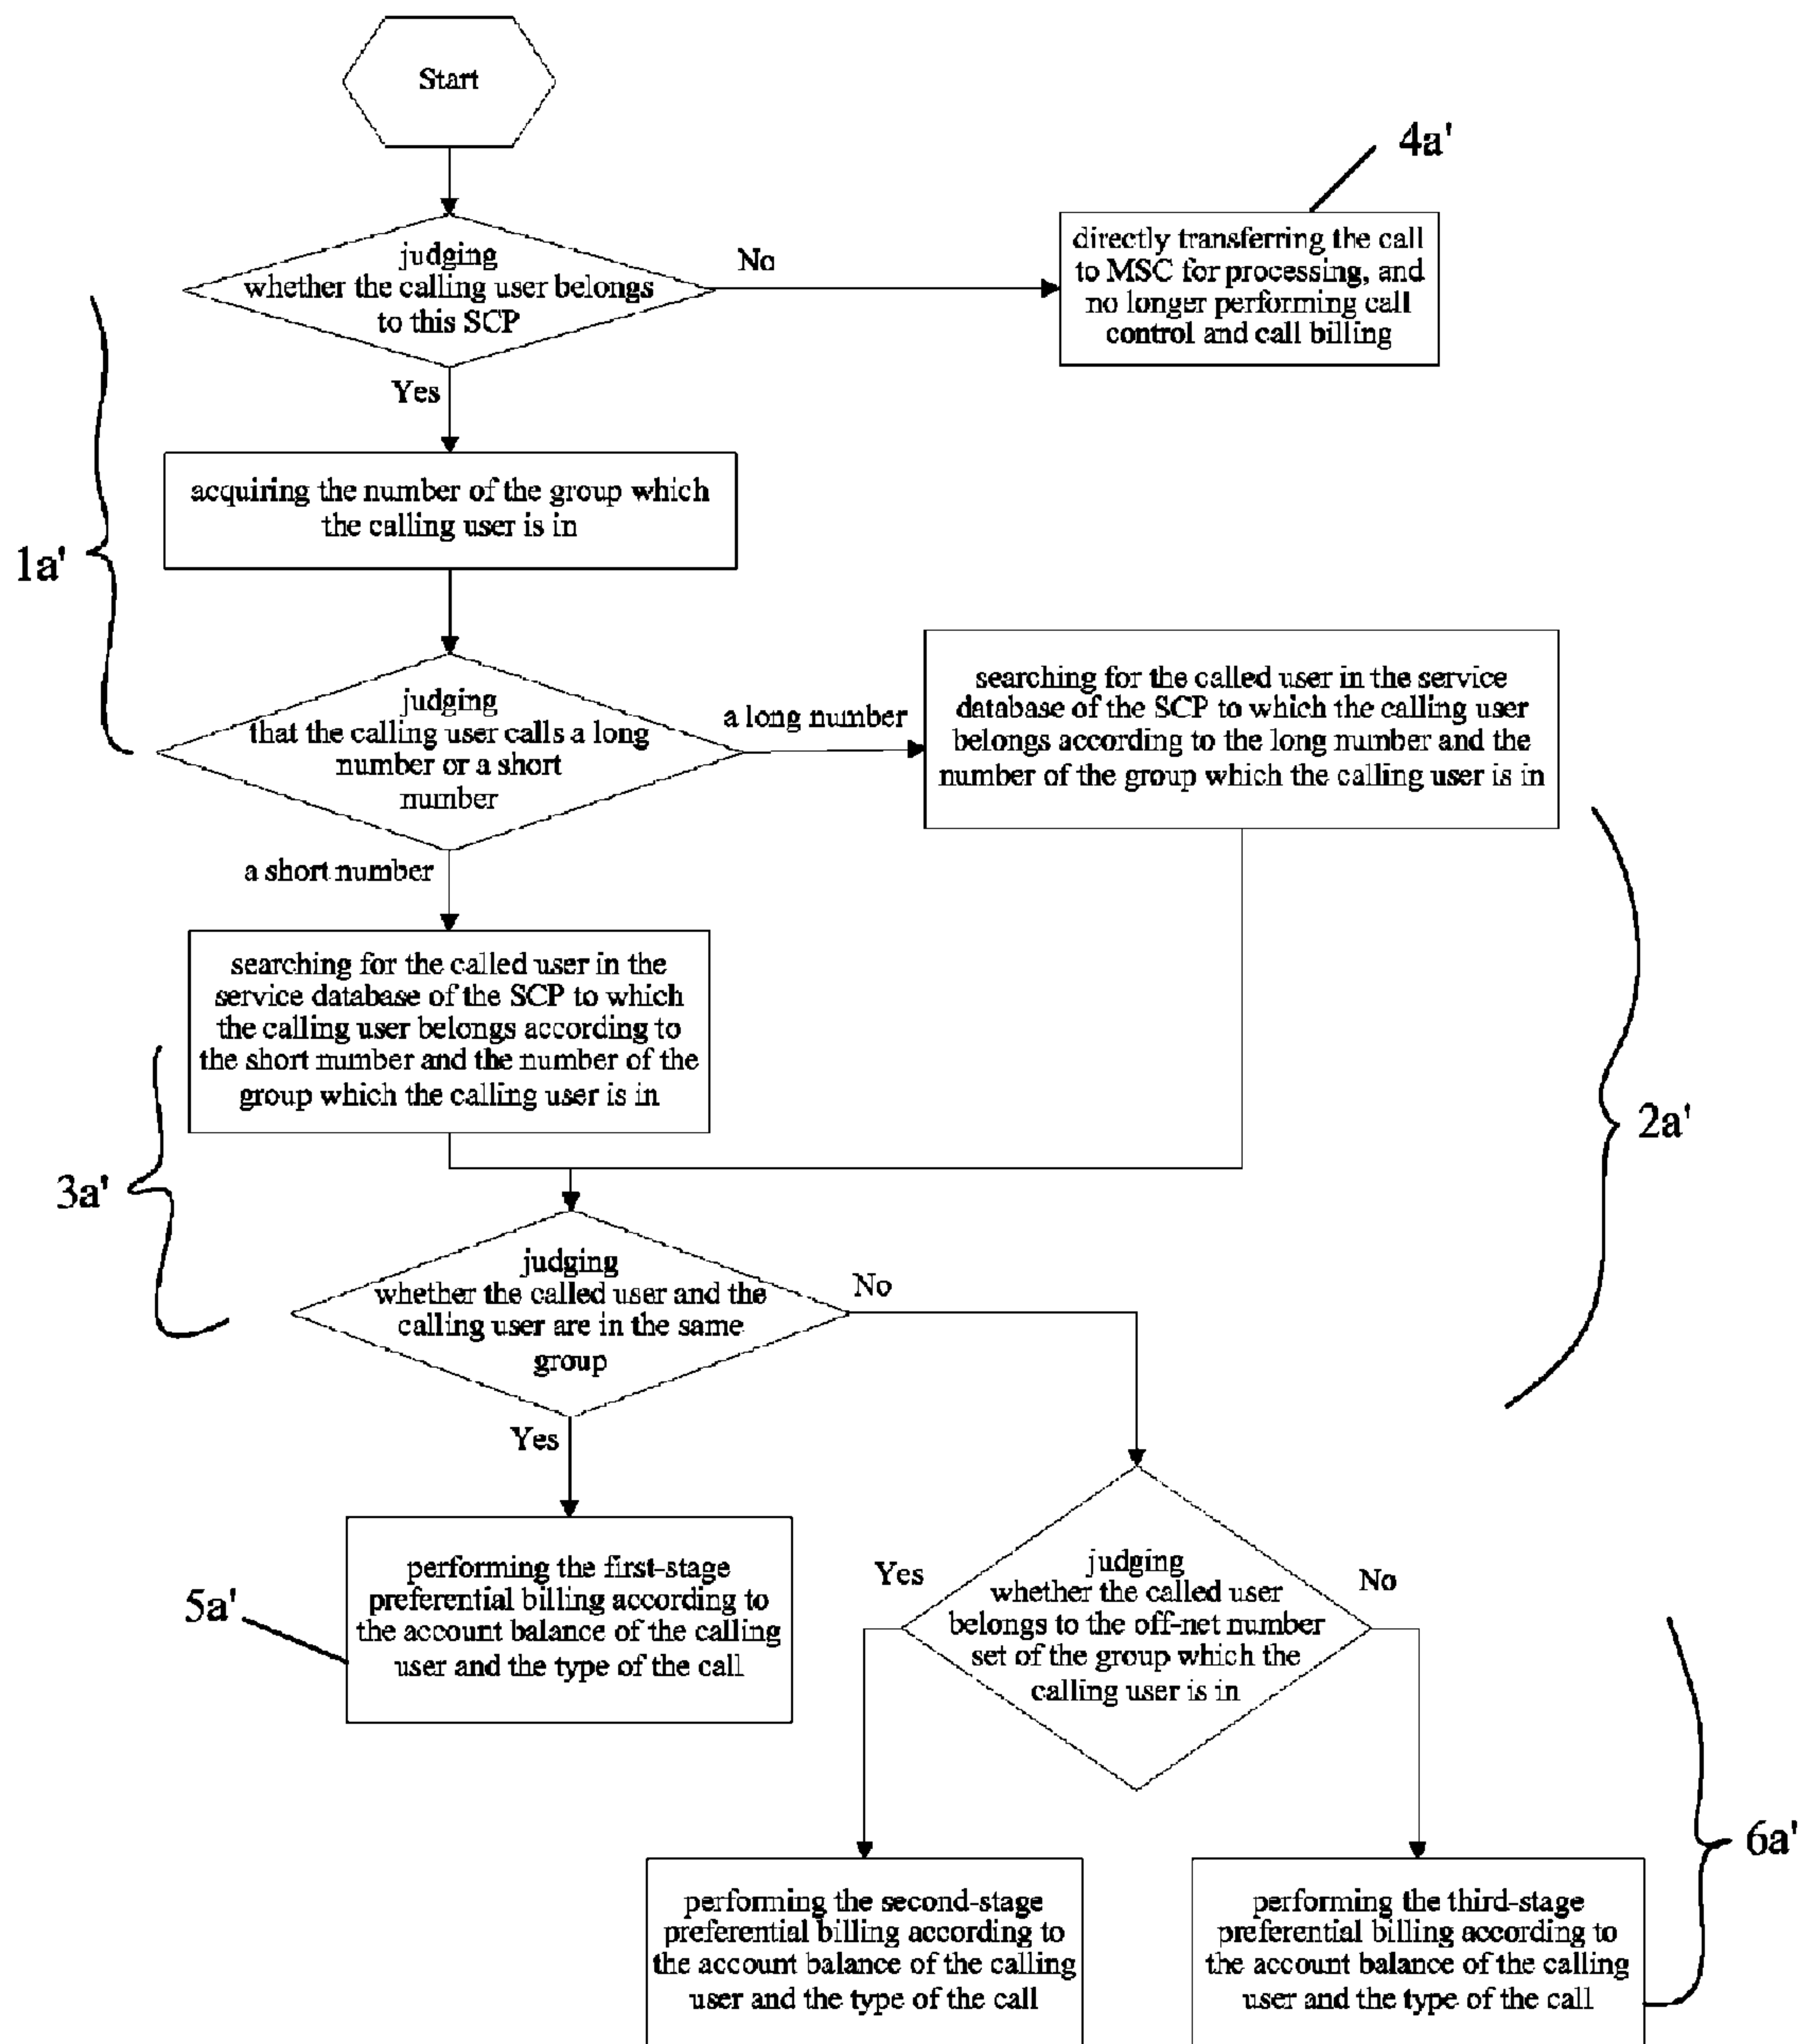 Start
4a'
judging
whether the calling user belongs
to this SCP
No
directly transferring the call
to MSC for processing, and
no longer performing call
control and call billing
Yes
acquiring the number of the group which
the calling user is in
1a'
judging
that the calling user calls a long
number or a short
number
a long number
searching for the called user in the service
database of the SCP to which the calling user
belongs according to the long number and the
number of the group which the calling user is in
a short number
searching for the called user in the
service database of the SCP to which
the calling user belongs according to
the short number and the number of the
group which the calling user is in
2a'
3a'
judging
whether the called user and the
calling user are in the same
group
No
Yes
performing the first-stage
preferential billing according to
the account balance of the calling
user and the type of the call
5a'
judging
whether the called user
belongs to the off-net number
set of the group which the
calling user is in
Yes
No
6a'
performing the second-stage
preferential billing according to
the account balance of the calling
user and the type of the call
performing the third-stage
preferential billing according to
the account balance of the calling
user and the type of the call